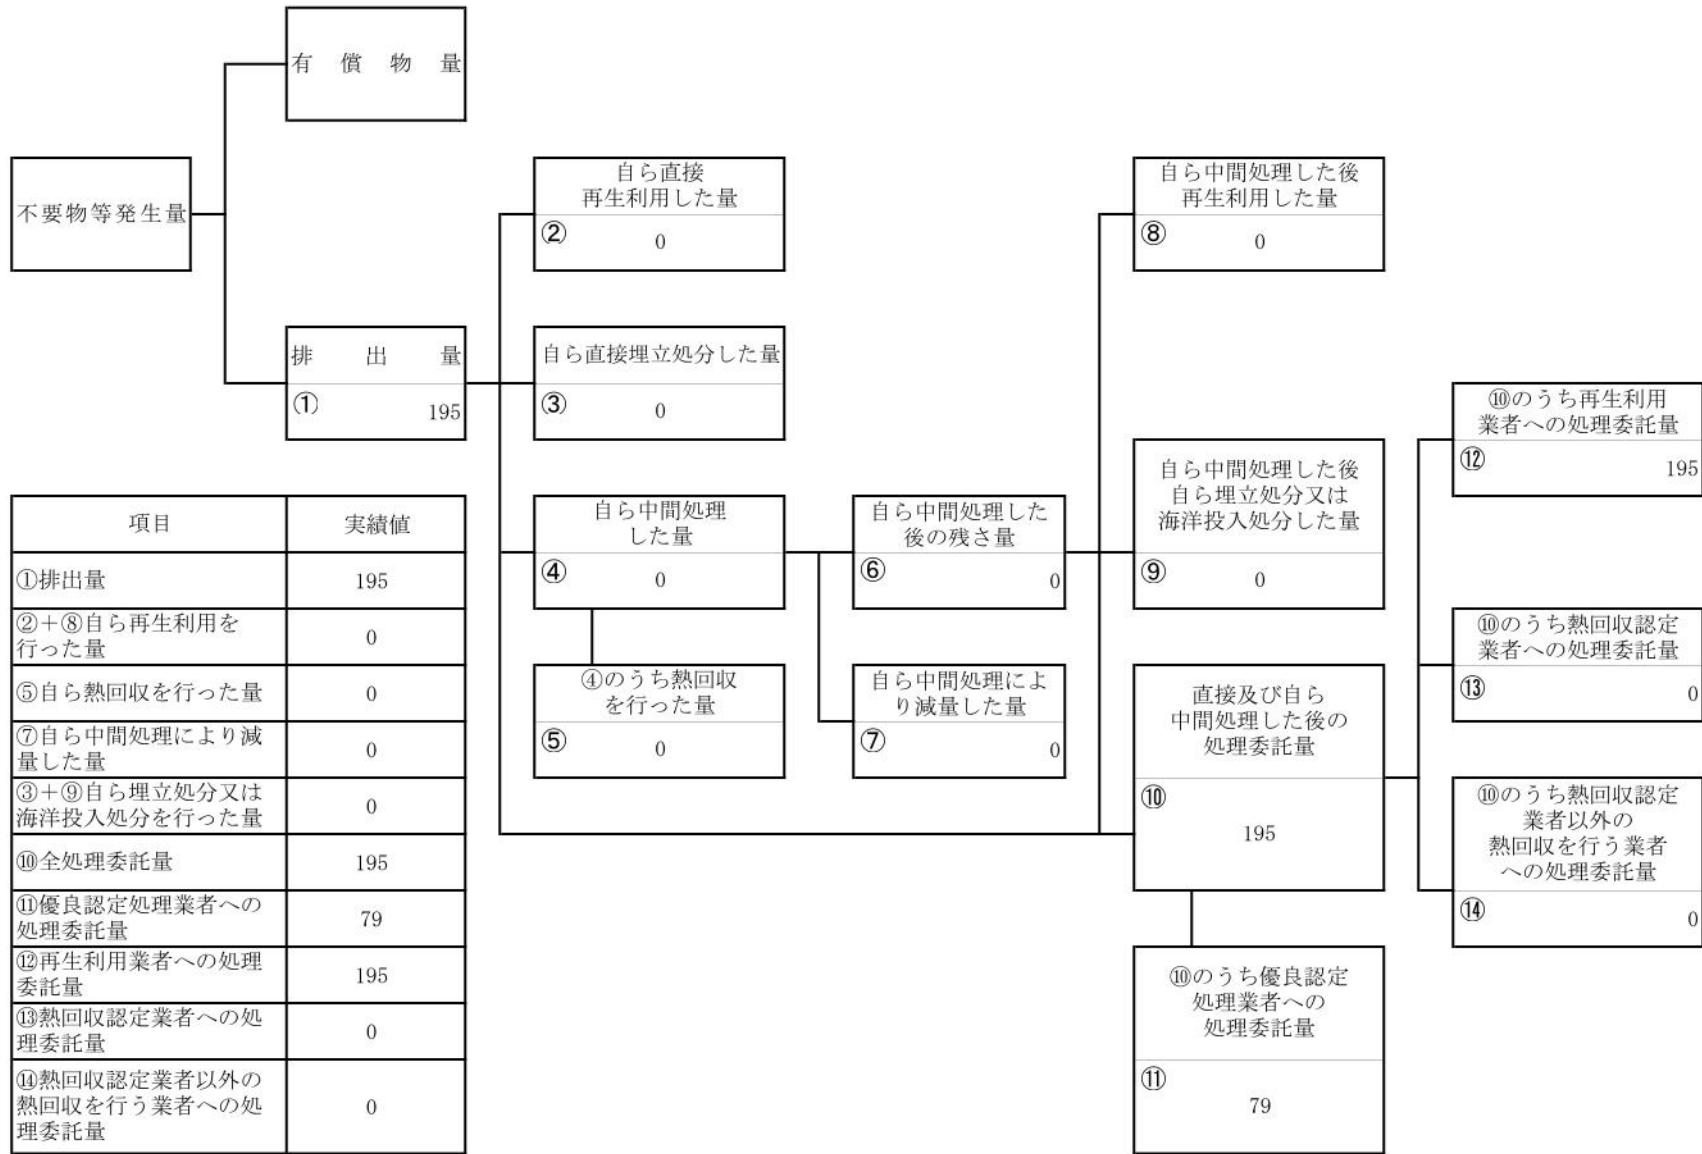 有償物量
不要物等発生量
自ら直接
再生利用した量
② 0
自ら中間処理した後
再生利用した量
⑧ 0
排出量
① 195
自ら直接埋立処分した量
③ 0
⑩のうち再生利用
業者への処理委託量
⑫ 195
自ら中間処理
した量
④ 0
自ら中間処理した
後の残さ量
⑥ 0
自ら中間処理した後
自ら埋立処分又は
海洋投入処分した量
⑨ 0
④のうち熱回収
を行った量
⑤ 0
自ら中間処理によ
り減量した量
⑦ 0
直接及び自ら
中間処理した後の
処理委託量
⑩
195
⑩のうち熱回収認定
業者への処理委託量
⑬ 0
⑩のうち熱回収認定
業者以外の
熱回収を行う業者
への処理委託量
⑭ 0
⑩のうち優良認定
処理業者への
処理委託量
⑪
79
項目 実績値
①排出量 195
②+⑧自ら再生利用を
行った量 0
⑤自ら熱回収を行った量 0
⑦自ら中間処理により減
量した量 0
③+⑨自ら埋立処分又は
海洋投入処分を行った量 0
⑩全処理委託量 195
⑪優良認定処理業者への
処理委託量 79
⑫再生利用業者への処理
委託量 195
⑬熱回収認定業者への処
理委託量 0
⑭熱回収認定業者以外の
熱回収を行う業者への処
理委託量 0